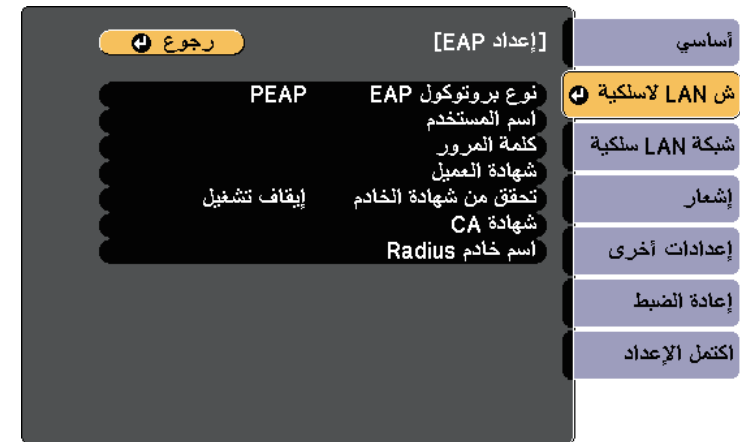 أساسي
ش LAN لاسلكية
شبكة LAN سلكية
إشعار
إعدادات أخرى
إعادة الضبط
اكتمل الإعداد
[إعداد EAP] رجوع
نوع بروتوكول EAP PEAP
اسم المستخدم
كلمة المرور
شهادة العميل
تحقق من شهادة الخادم إيقاف تشغيل
شهادة CA
اسم خادم Radius